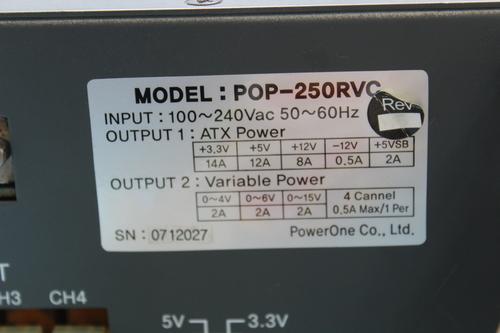 MODEL : POP-250RVC
Rev
INPUT : 100～240Vac 50～60Hz
OUTPUT 1 : ATX Power
+3,3V +5V +12V -12V +5VSB
14A 12A 8A 0.5A 2A
OUTPUT 2 : Variable Power
0～4V 0～6V 0～15V 4 Cannel
2A 2A 2A 0,5A Max/1 Per
SN : 0712027 PowerOne Co., Ltd.
T
H3 CH4
5V 3.3V